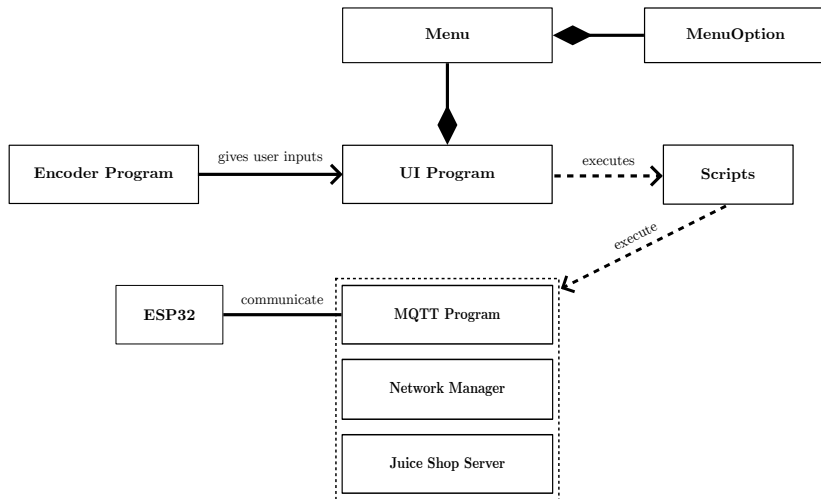 Menu
MenuOption
gives user inputs
executes
Encoder Program
UI Program
Scripts
execute
communicate
ESP32
MQTT Program
Network Manager
Juice Shop Server